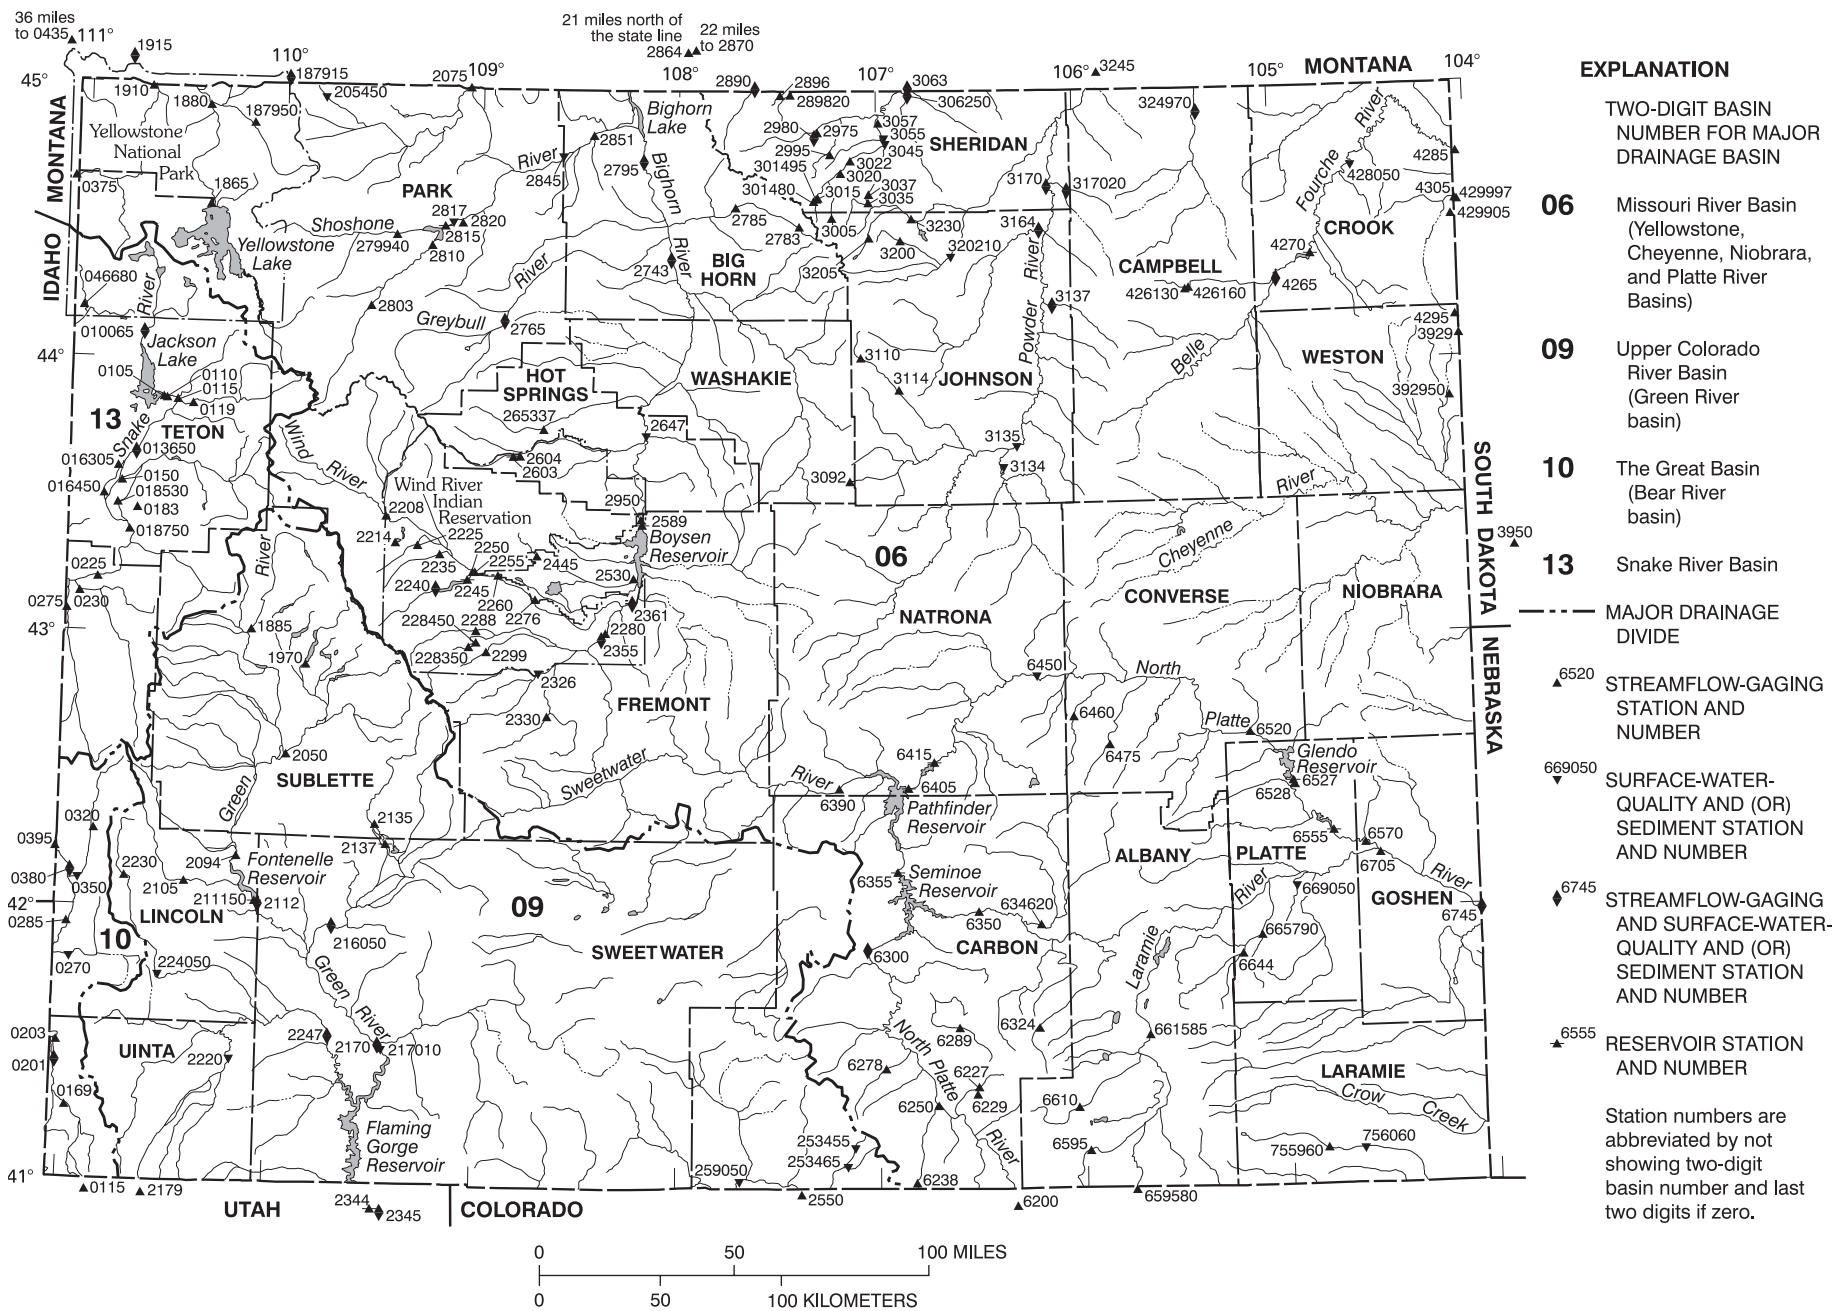 36 miles
to 0435
111°
1915
110°
187915
2075
109°
21 miles north of
the state line
2864
22 miles
to 2870
108°
2890
2896
289820
107°
3063
306250
106°
3245
105°
MONTANA
104°
45°
1910
1880
205450
187950
Bighorn
Lake
324970
MONTANA
Yellowstone
National
Park
0375
1865
PARK
River
2851
2845
2795
Bighorn
River
2980
2975
2995
301495
301480
3057
3055
3045
3022
3020
3015
3037
3035
3005
SHERIDAN
3170
317020
3164
428050
Fourche
River
4285
4305
429997
429905
IDAHO
Shoshone
2817
2820
2815
279940
2810
Yellowstone
Lake
2785
2783
3230
3205
3200
320210
CROOK
4270
4265
CAMPBELL
426130
426160
River
BIG
HORN
2743
046680
River
2803
Greybull
2765
010065
Jackson
Lake
Powder
River
3137
4295
3929
44°
0105
0110
0115
0119
HOT
SPRINGS
WASHAKIE
3110
3114
JOHNSON
Belle
WESTON
392950
13
Snake
TETON
013650
016305
0150
016450
018530
0183
018750
Wind
River
265337
2604
2603
2647
3092
3135
3134
River
SOUTH DAKOTA
Wind River
Indian
Reservation
2208
2214
2225
2235
2250
2255
2240
2245
2260
2276
2445
2950
2589
Boysen
Reservoir
2530
2361
2280
2355
06
3950
Cheyenne
NATRONA
CONVERSE
NIOBRARA
0225
0230
0275
43°
River
1885
1970
228450
2288
228350
2299
2326
2330
FREMONT
6450
North
6460
6475
Platte
6520
NEBRASKA
2050
SUBLETTE
Green
Sweetwater
River
6390
6415
6405
Pathfinder
Reservoir
Glendo
Reservoir
6527
6528
6555
6570
6705
0320
0395
0380
0350
2230
2105
2094
Fontenelle
Reservoir
2135
2137
ALBANY
PLATTE
River
669050
River
GOSHEN
6745
42°
0285
LINCOLN
211150
2112
09
6355
Seminoe
Reservoir
6350
634620
CARBON
6300
10
0270
224050
216050
SWEETWATER
Laramie
665790
6644
Green
River
0203
0201
0169
UINTA
2220
2247
2170
217010
North
Platte
River
6289
6324
661585
6278
6227
6229
6250
6610
6595
LARAMIE
Crow
Creek
755960
756060
Flaming
Gorge
Reservoir
253455
253465
259050
2550
6238
6200
659580
41°
0115
2179
UTAH
2344
2345
COLORADO
0
50
100 MILES
0
50
100 KILOMETERS
EXPLANATION
TWO-DIGIT BASIN
NUMBER FOR MAJOR
DRAINAGE BASIN
06
Missouri River Basin
(Yellowstone,
Cheyenne, Niobrara,
and Platte River
Basins)
09
Upper Colorado
River Basin
(Green River
basin)
10
The Great Basin
(Bear River
basin)
13
Snake River Basin
MAJOR DRAINAGE
DIVIDE
6520
STREAMFLOW-GAGING
STATION AND
NUMBER
669050
SURFACE-WATER-
QUALITY AND (OR)
SEDIMENT STATION
AND NUMBER
6745
STREAMFLOW-GAGING
AND SURFACE-WATER-
QUALITY AND (OR)
SEDIMENT STATION
AND NUMBER
6555
RESERVOIR STATION
AND NUMBER
Station numbers are
abbreviated by not
showing two-digit
basin number and last
two digits if zero.